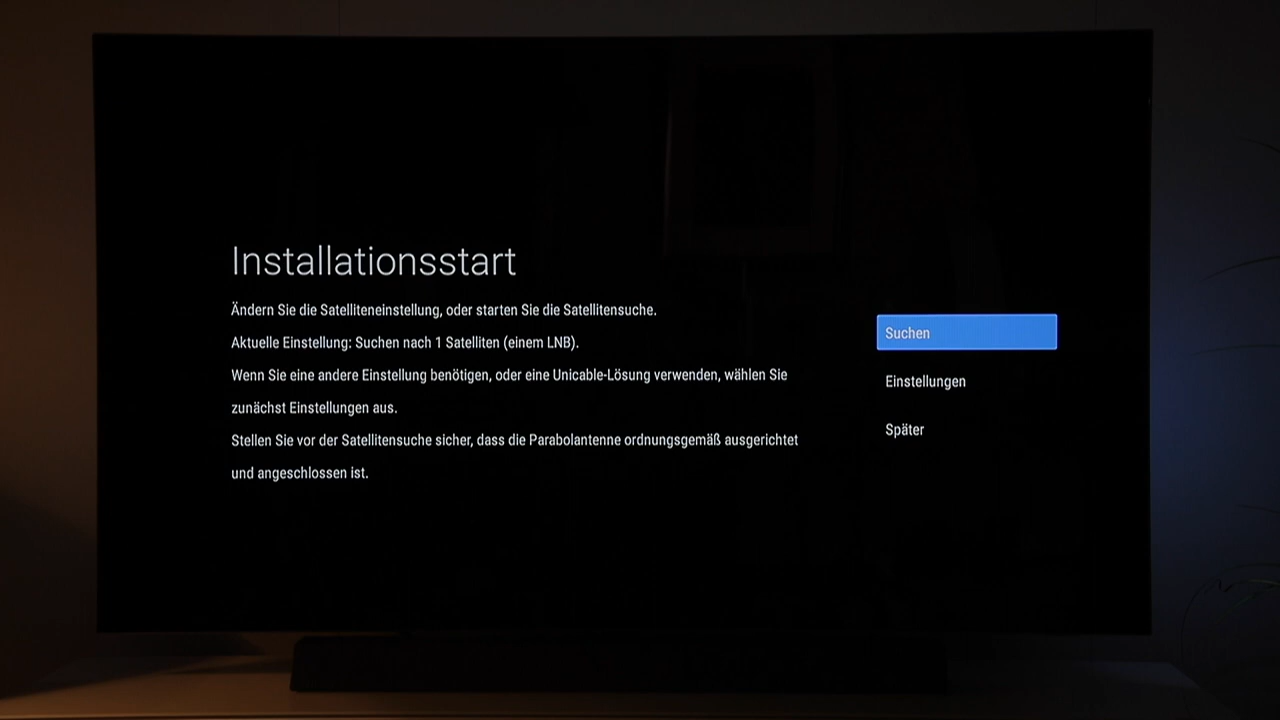 Installationsstart
Ändern Sie die Satelliteneinstellung, oder starten Sie die Satellitensuche.
Aktuelle Einstellung: Suchen nach 1 Satelliten (einem LNB).
Wenn Sie eine andere Einstellung benötigen, oder eine Unicable-Lösung verwenden, wählen Sie
zunächst Einstellungen aus.
Stellen Sie vor der Satellitensuche sicher, dass die Parabolantenne ordnungsgemäß ausgerichtet
und angeschlossen ist.
Suchen
Einstellungen
Später